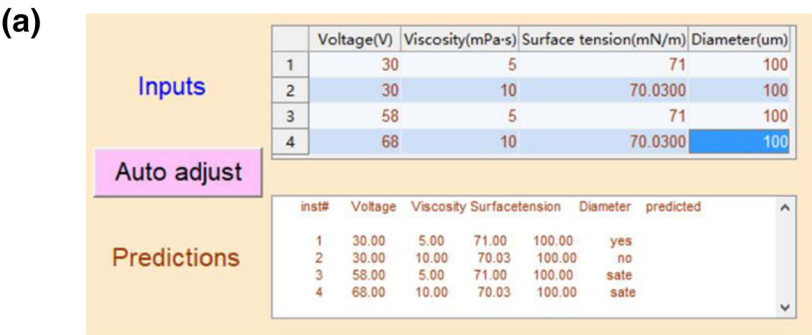 (a)
Voltage(V) Viscosity(mPa·s) Surface tension(mN/m) Diameter(um)
1 30 5 71 100
Inputs
2 30 10 70.0300 100
3 58 5 71 100
4 68 10 70.0300 100
Auto adjust
inst# Voltage Viscosity Surfacetension Diameter predicted
1 30.00 5.00 71.00 100.00 yes
Predictions
2 30.00 10.00 70.03 100.00 no
3 58.00 5.00 71.00 100.00 sate
4 68.00 10.00 70.03 100.00 sate